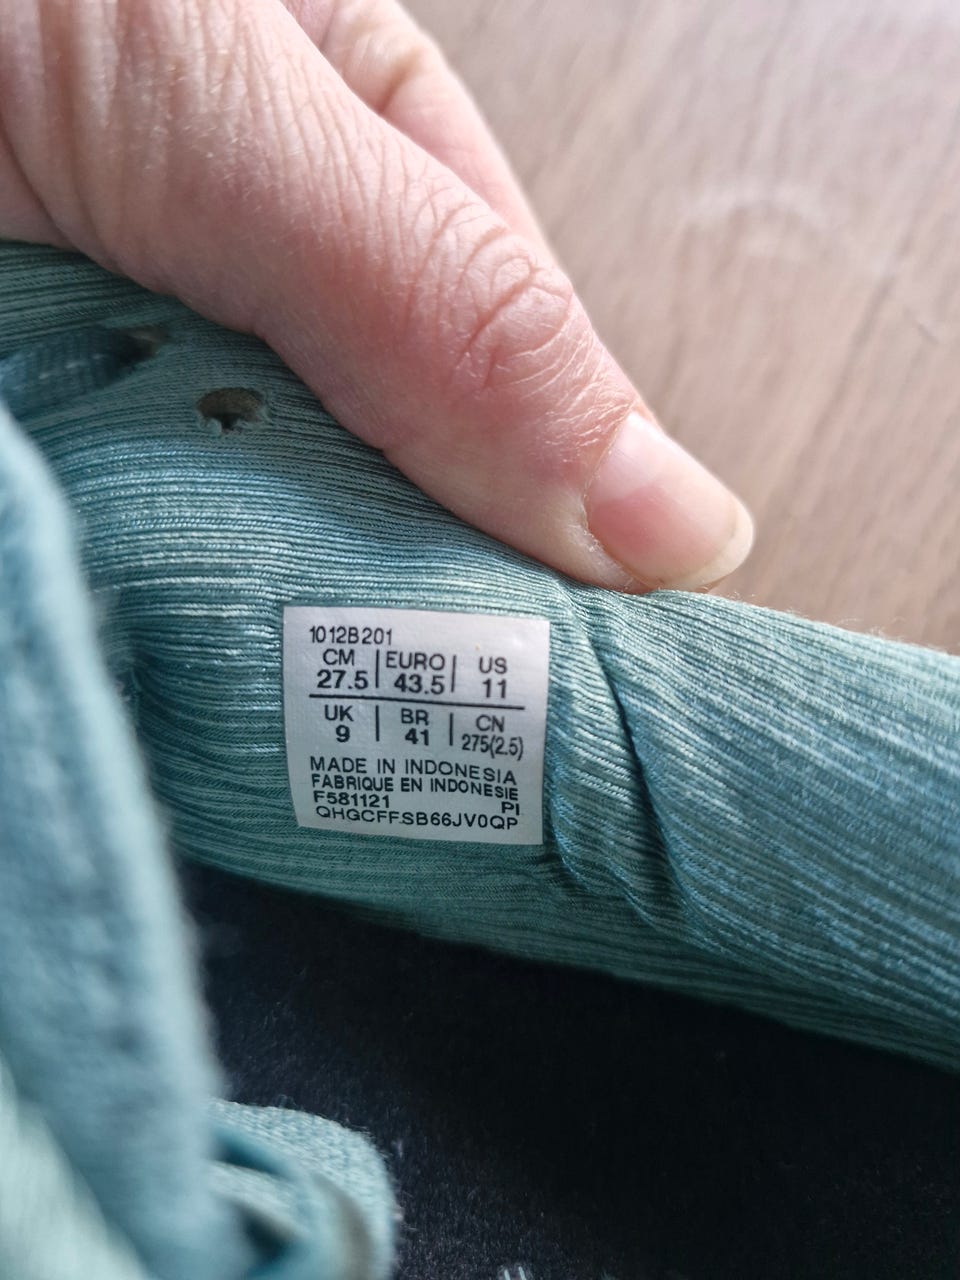 1012B201
CM | EURO | US
27.5 | 43.5 | 11
UK | BR | CN
9 | 41 | 275(2.5)
MADE IN INDONESIA
FABRIQUE EN INDONESIE
F581121 PI
QHGCFFSB66JV0QP